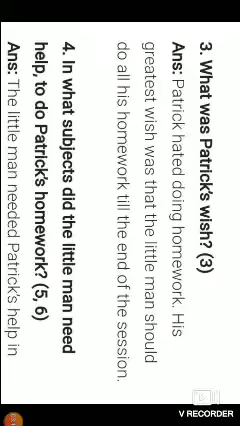 3. What was Patrick's wish? (3)
Ans: Patrick hated doing homework. His
greatest wish was that the little man should
do all his homework till the end of the session.
4. In what subjects did the little man need
help, to do Patrick's homework? (5, 6)
Ans: The little man needed Patrick's help in
V RECORDER